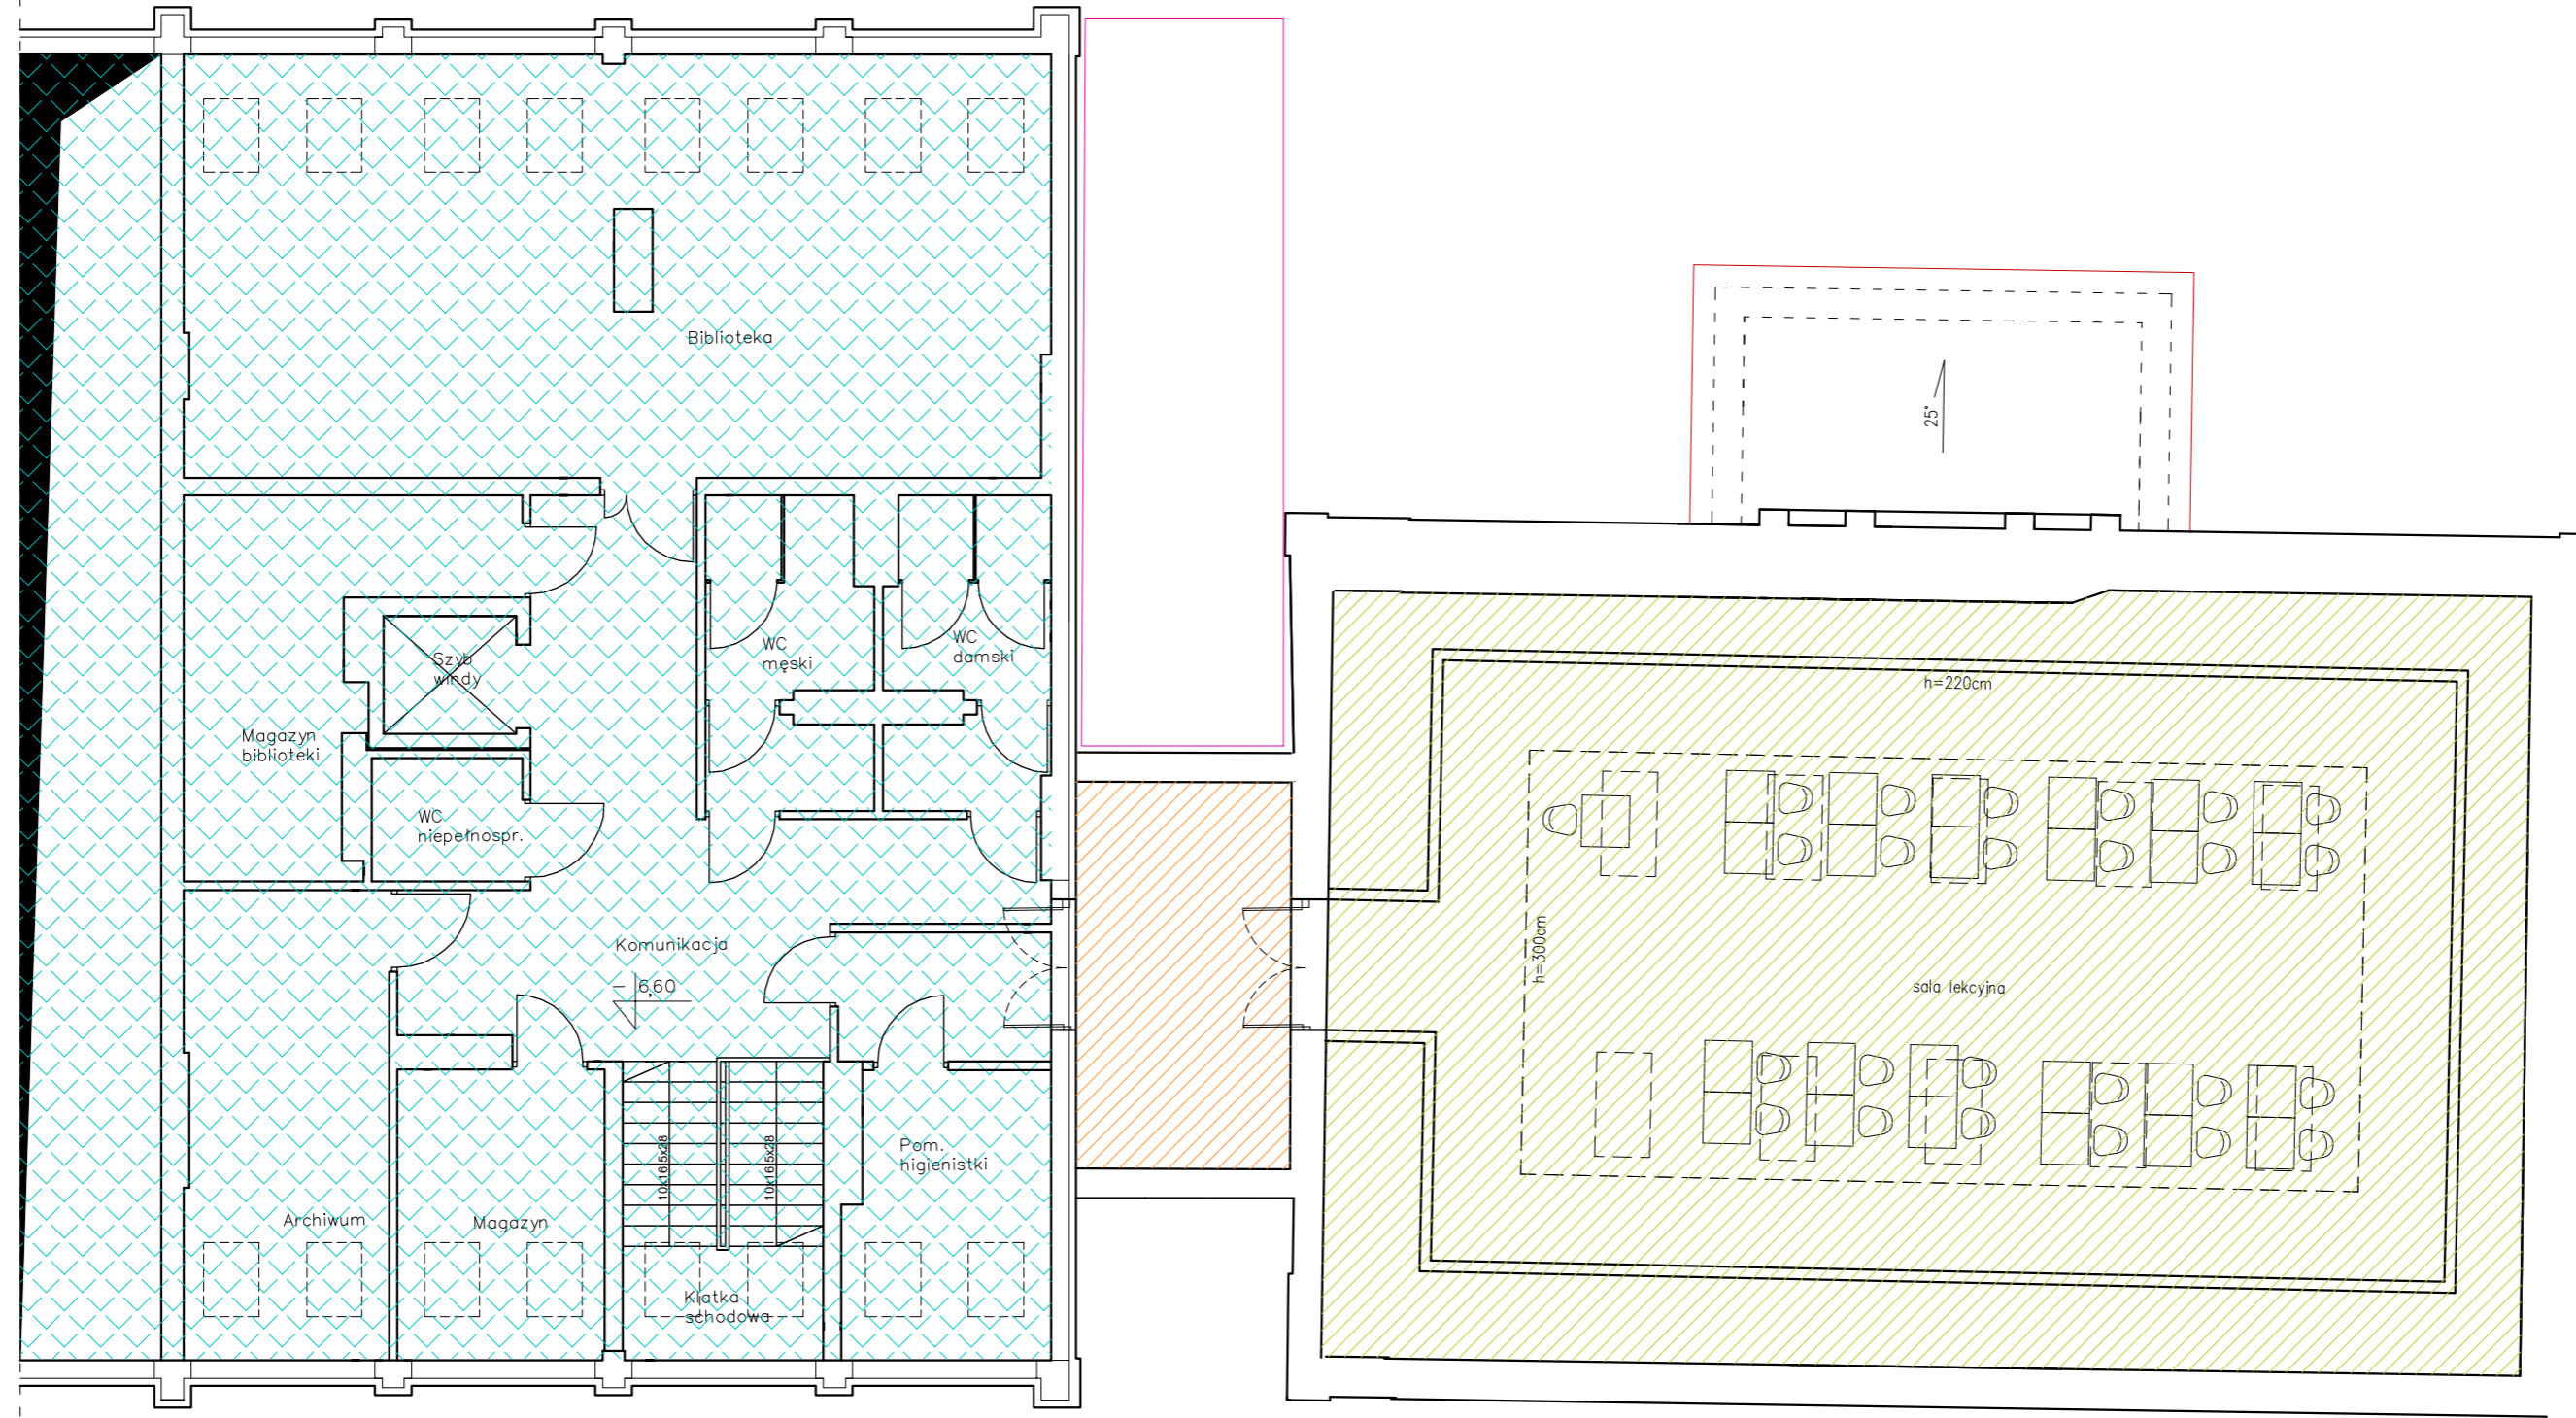 Biblioteka
25°
WC
męski
WC
damski
Szyb
windy
h=220cm
Magazyn
biblioteki
WC
niepełnospr.
Komunikacja
6,60
h=300cm
sala lekcyjna
10x16,5x28
10x16,5x28
Pom.
higienistki
Archiwum
Magazyn
Klatka
schodowa